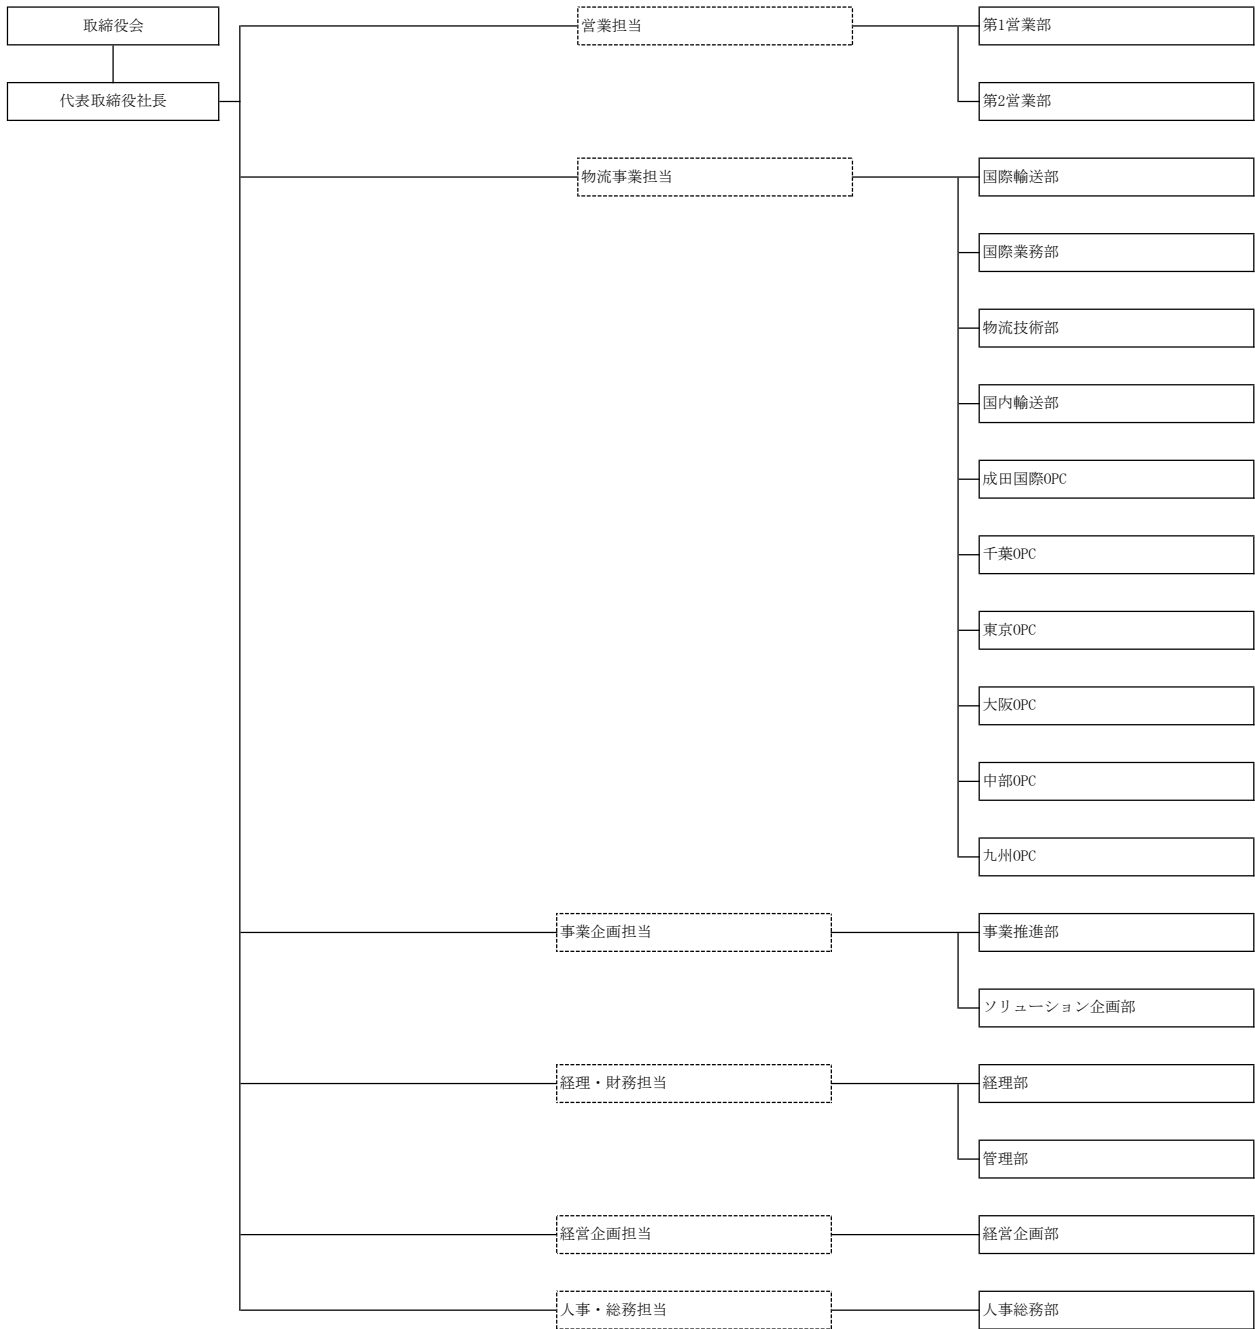 取締役会
代表取締役社長
営業担当
第1営業部
第2営業部
物流事業担当
国際輸送部
国際業務部
物流技術部
国内輸送部
成田国際OPC
千葉OPC
東京OPC
大阪OPC
中部OPC
九州OPC
事業企画担当
事業推進部
ソリューション企画部
経理・財務担当
経理部
管理部
経営企画担当
経営企画部
人事・総務担当
人事総務部